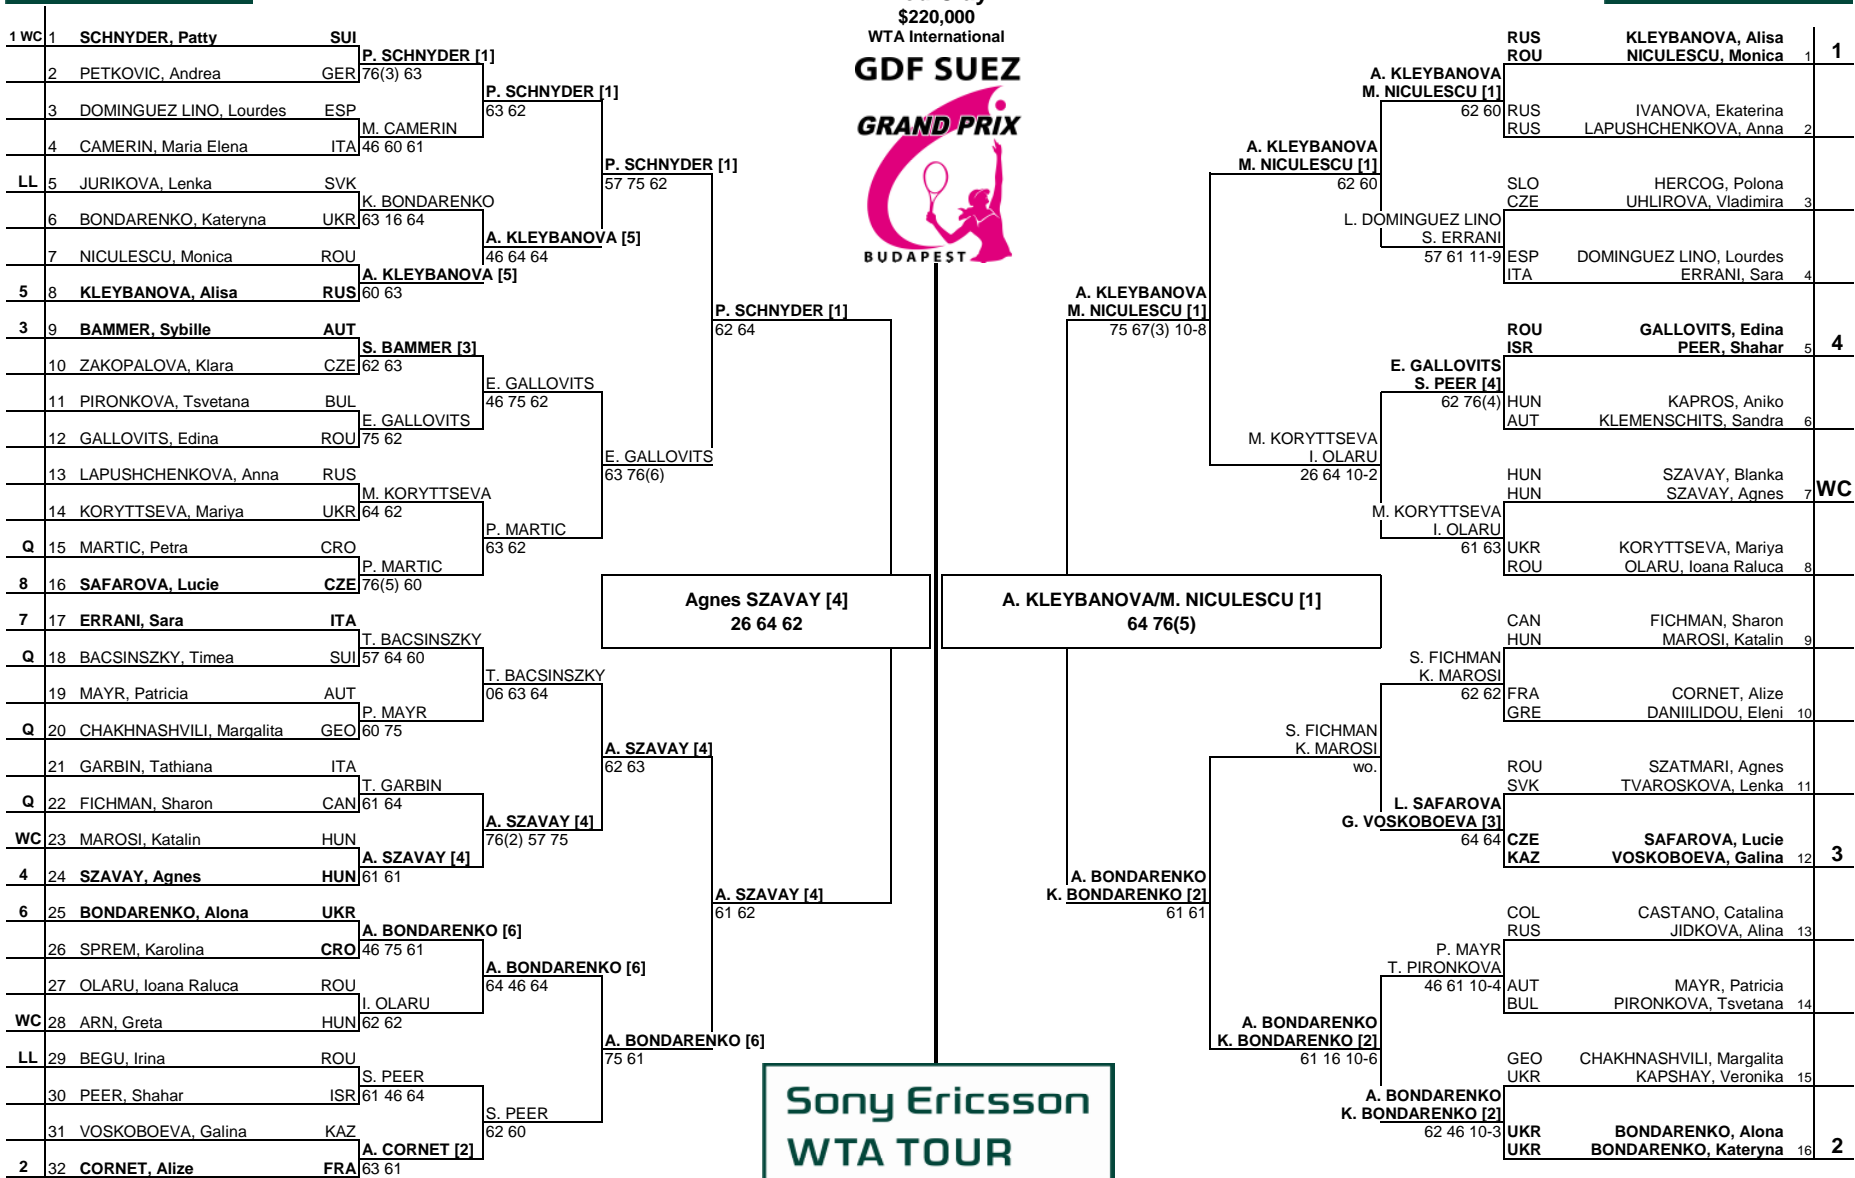 $220,000
WTA International
GDF SUEZ
GRAND PRIX
BUDAPEST
1 WC 1 SCHNYDER, Patty SUI
P. SCHNYDER [1]
2 PETKOVIC, Andrea GER 76(3) 63
P. SCHNYDER [1]
3 DOMINGUEZ LINO, Lourdes ESP 63 62
M. CAMERIN
4 CAMERIN, Maria Elena ITA 46 60 61
P. SCHNYDER [1]
LL 5 JURIKOVA, Lenka SVK 57 75 62
K. BONDARENKO
6 BONDARENKO, Kateryna UKR 63 16 64
A. KLEYBANOVA [5]
7 NICULESCU, Monica ROU 46 64 64
A. KLEYBANOVA [5]
5 8 KLEYBANOVA, Alisa RUS 60 63
P. SCHNYDER [1]
3 9 BAMMER, Sybille AUT 62 64
S. BAMMER [3]
10 ZAKOPALOVA, Klara CZE 62 63
E. GALLOVITS
11 PIRONKOVA, Tsvetana BUL 46 75 62
E. GALLOVITS
12 GALLOVITS, Edina ROU 75 62
E. GALLOVITS
13 LAPUSHCHENKOVA, Anna RUS 63 76(6)
M. KORYTTSEVA
14 KORYTTSEVA, Mariya UKR 64 62
P. MARTIC
Q 15 MARTIC, Petra CRO 63 62
P. MARTIC
8 16 SAFAROVA, Lucie CZE 76(5) 60
Agnes SZAVAY [4]
26 64 62
7 17 ERRANI, Sara ITA
T. BACSINSZKY
Q 18 BACSINSZKY, Timea SUI 57 64 60
T. BACSINSZKY
19 MAYR, Patricia AUT 06 63 64
P. MAYR
Q 20 CHAKHNASHVILI, Margalita GEO 60 75
A. SZAVAY [4]
21 GARBIN, Tathiana ITA 62 63
T. GARBIN
Q 22 FICHMAN, Sharon CAN 61 64
A. SZAVAY [4]
WC 23 MAROSI, Katalin HUN 76(2) 57 75
A. SZAVAY [4]
4 24 SZAVAY, Agnes HUN 61 61
A. SZAVAY [4]
6 25 BONDARENKO, Alona UKR 61 62
A. BONDARENKO [6]
26 SPREM, Karolina CRO 46 75 61
A. BONDARENKO [6]
27 OLARU, Ioana Raluca ROU 64 46 64
I. OLARU
WC 28 ARN, Greta HUN 62 62
A. BONDARENKO [6]
LL 29 BEGU, Irina ROU 75 61
S. PEER
30 PEER, Shahar ISR 61 46 64
S. PEER
31 VOSKOBOEVA, Galina KAZ 62 60
A. CORNET [2]
2 32 CORNET, Alize FRA 63 61
RUS KLEYBANOVA, Alisa
ROU NICULESCU, Monica 1 1
A. KLEYBANOVA
M. NICULESCU [1]
62 60 RUS IVANOVA, Ekaterina
RUS LAPUSHCHENKOVA, Anna 2
A. KLEYBANOVA
M. NICULESCU [1]
62 60
SLO HERCOG, Polona
CZE UHLIROVA, Vladimira 3
L. DOMINGUEZ LINO
S. ERRANI
57 61 11-9 ESP DOMINGUEZ LINO, Lourdes
ITA ERRANI, Sara 4
A. KLEYBANOVA
M. NICULESCU [1]
75 67(3) 10-8
ROU GALLOVITS, Edina
ISR PEER, Shahar 5 4
E. GALLOVITS
S. PEER [4]
62 76(4) HUN KAPROS, Aniko
AUT KLEMENSCHITS, Sandra 6
M. KORYTTSEVA
I. OLARU
26 64 10-2
HUN SZAVAY, Blanka
HUN SZAVAY, Agnes 7 WC
M. KORYTTSEVA
I. OLARU
61 63 UKR KORYTTSEVA, Mariya
ROU OLARU, Ioana Raluca 8
A. KLEYBANOVA/M. NICULESCU [1]
64 76(5)
CAN FICHMAN, Sharon
HUN MAROSI, Katalin 9
S. FICHMAN
K. MAROSI
62 62 FRA CORNET, Alize
GRE DANIILIDOU, Eleni 10
S. FICHMAN
K. MAROSI
wo.
ROU SZATMARI, Agnes
SVK TVAROSKOVA, Lenka 11
L. SAFAROVA
G. VOSKOBOEVA [3]
64 64 CZE SAFAROVA, Lucie
KAZ VOSKOBOEVA, Galina 12 3
A. BONDARENKO
K. BONDARENKO [2]
61 61
COL CASTANO, Catalina
RUS JIDKOVA, Alina 13
P. MAYR
T. PIRONKOVA
46 61 10-4 AUT MAYR, Patricia
BUL PIRONKOVA, Tsvetana 14
A. BONDARENKO
K. BONDARENKO [2]
61 16 10-6
GEO CHAKHNASHVILI, Margalita
UKR KAPSHAY, Veronika 15
A. BONDARENKO
K. BONDARENKO [2]
62 46 10-3 UKR BONDARENKO, Alona
UKR BONDARENKO, Kateryna 16 2
Sony Ericsson
WTA TOUR